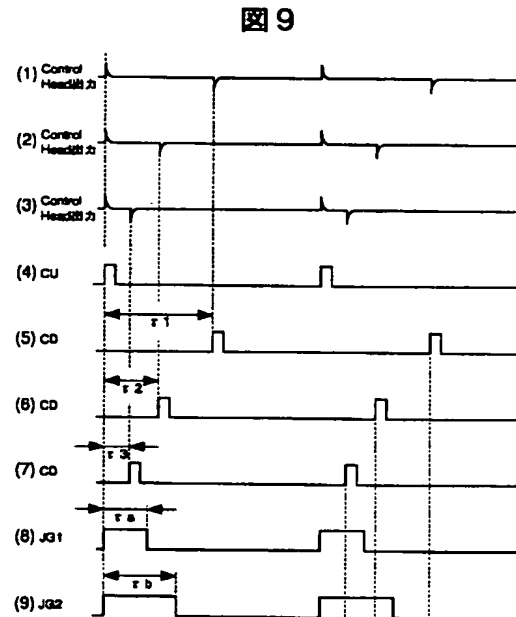 図9
(1) Control
Head出力
(2) Control
Head出力
(3) Control
Head出力
(4) CU
τ1
(5) CD
τ2
(6) CD
τ3
(7) CD
τa
(8) JG1
τb
(9) JG2